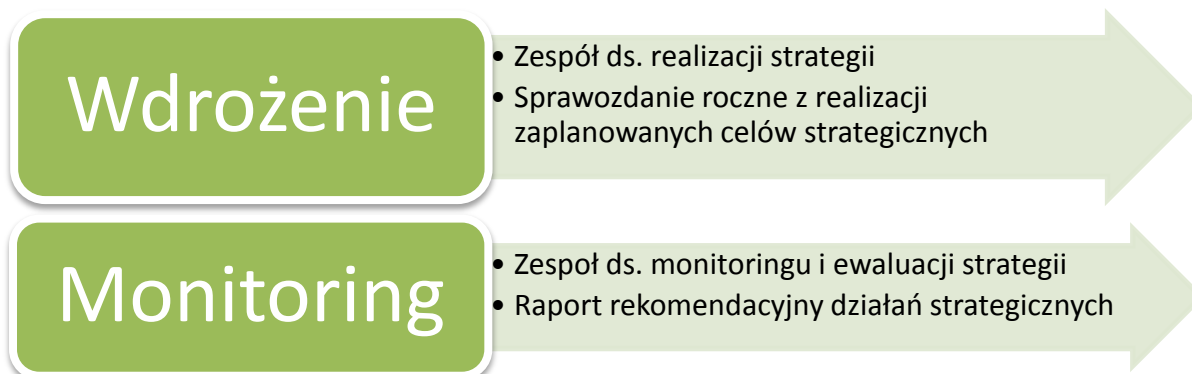 Wdrożenie
• Zespół ds. realizacji strategii
• Sprawozdanie roczne z realizacji
zaplanowanych celów strategicznych
Monitoring
• Zespoł ds. monitoringu i ewaluacji strategii
• Raport rekomendacyjny działań strategicznych